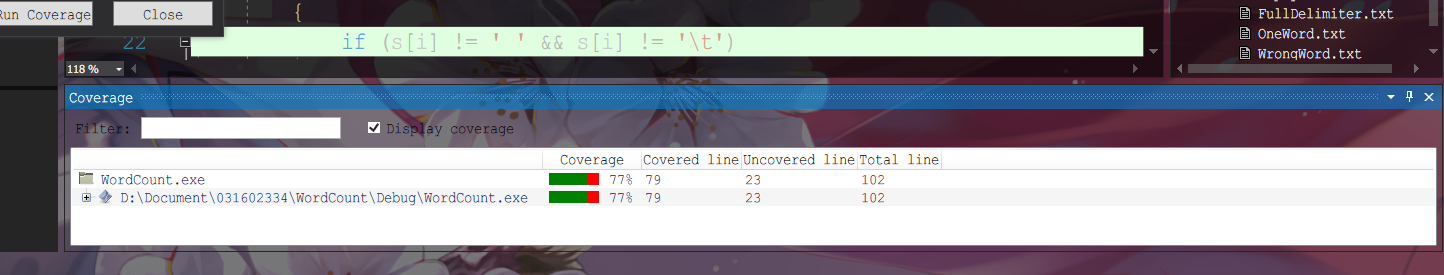 Run Coverage Close
{
22 if (s[i] != ' ' && s[i] != '\t')
FullDelimiter.txt
OneWord.txt
WrongWord.txt
118 %
Coverage
Filter: Display coverage
Coverage Covered line Uncovered line Total line
WordCount.exe 77% 79 23 102
D:\Document\031602334\WordCount\Debug\WordCount.exe 77% 79 23 102